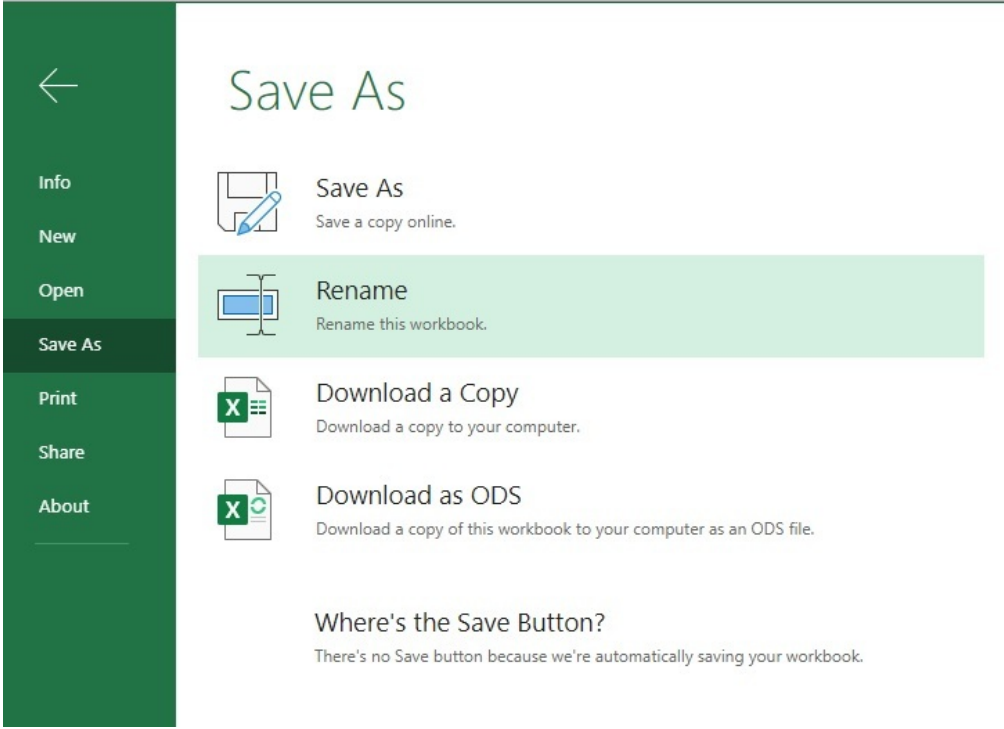 Save As
Info
New
Open
Save As
Print
Share
About
Save As
Save a copy online.
Rename
Rename this workbook.
X
Download a Copy
Download a copy to your computer.
X
Download as ODS
Download a copy of this workbook to your computer as an ODS file.
Where's the Save Button?
There's no Save button because we're automatically saving your workbook.